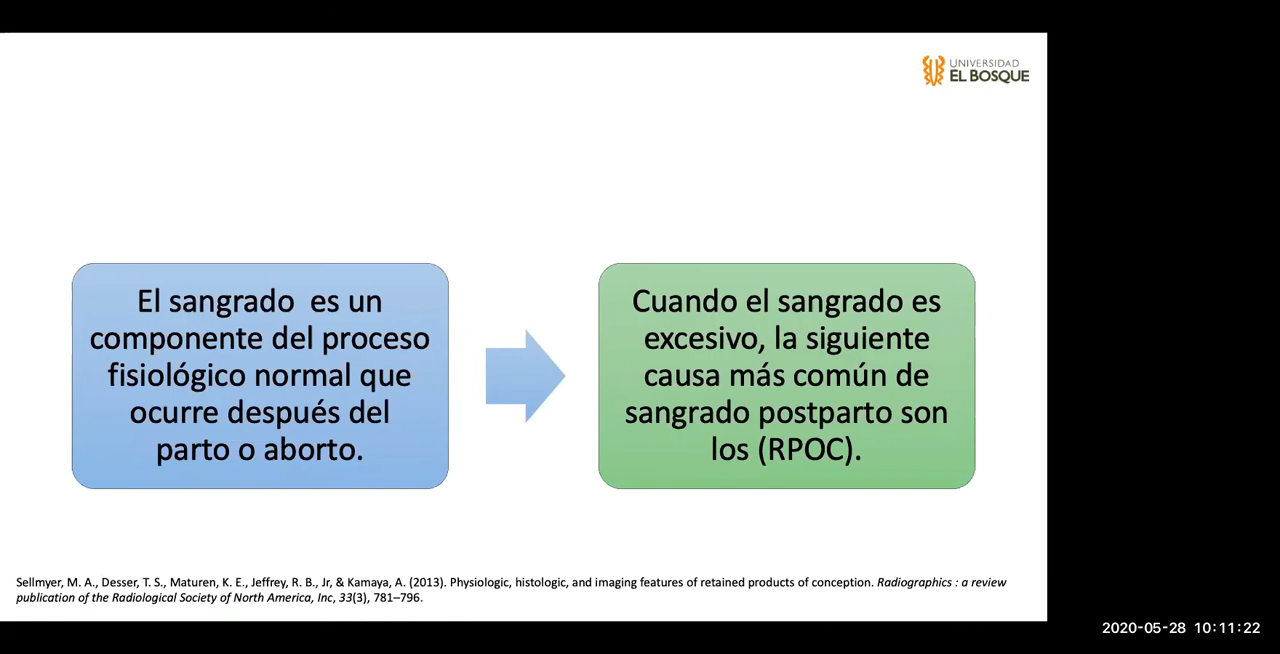 UNIVERSIDAD
EL BOSQUE
El sangrado  es un
componente del proceso
fisiológico normal que
ocurre después del
parto o aborto.
Cuando el sangrado es
excesivo, la siguiente
causa más común de
sangrado postparto son
los (RPOC).
Sellmyer, M. A., Desser, T. S., Maturen, K. E., Jeffrey, R. B., Jr, & Kamaya, A. (2013). Physiologic, histologic, and imaging features of retained products of conception. Radiographics : a review
publication of the Radiological Society of North America, Inc, 33(3), 781–796.
2020-05-28 10:11:22